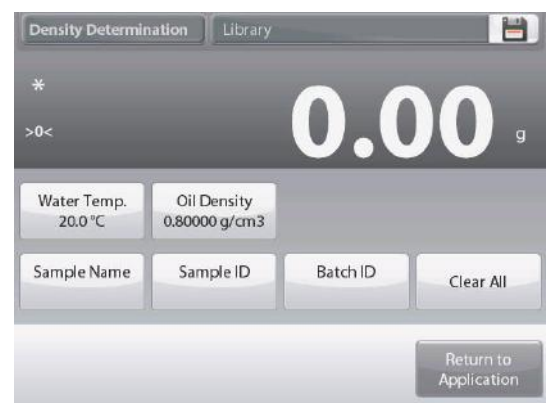 Density Determination Library
*
>0<
0.00 g
Water Temp. Oil Density
20.0 °C 0.80000 g/cm3
Sample Name Sample ID Batch ID Clear All
Return to
Application